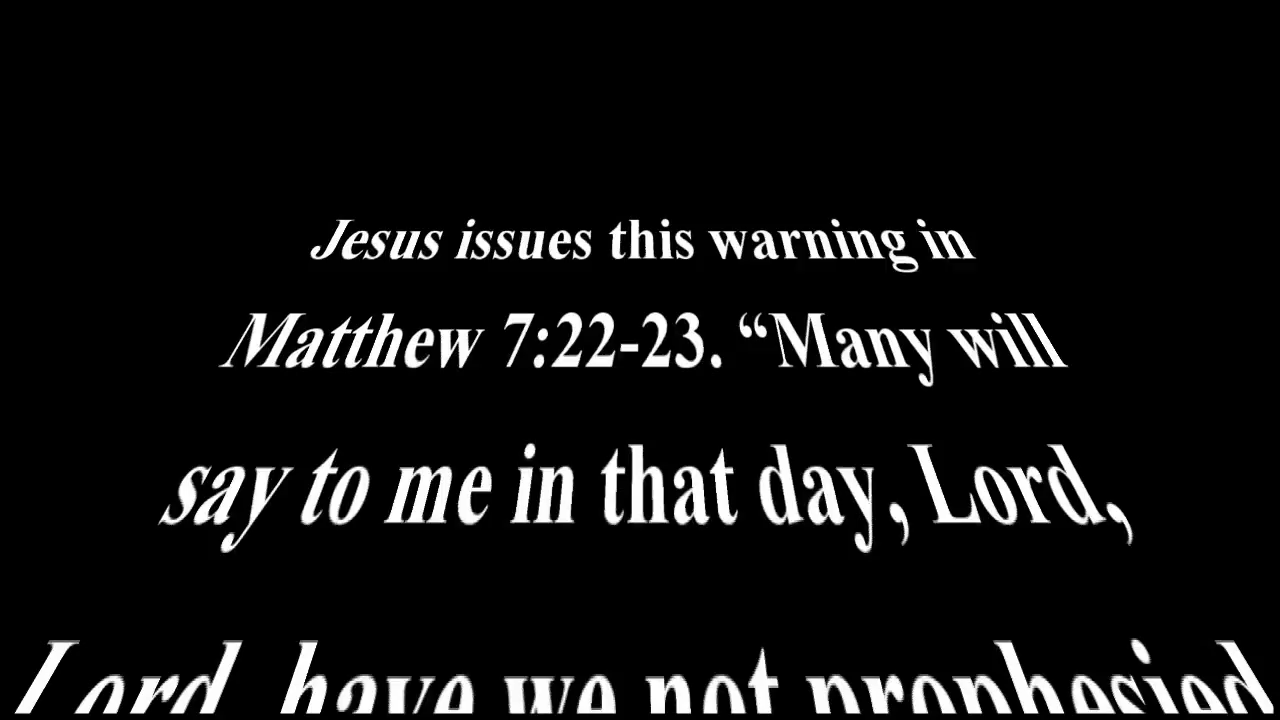 Jesus issues this warning in
Matthew 7:22-23. “Many will
say to me in that day, Lord,
Lord, have we not prophesied